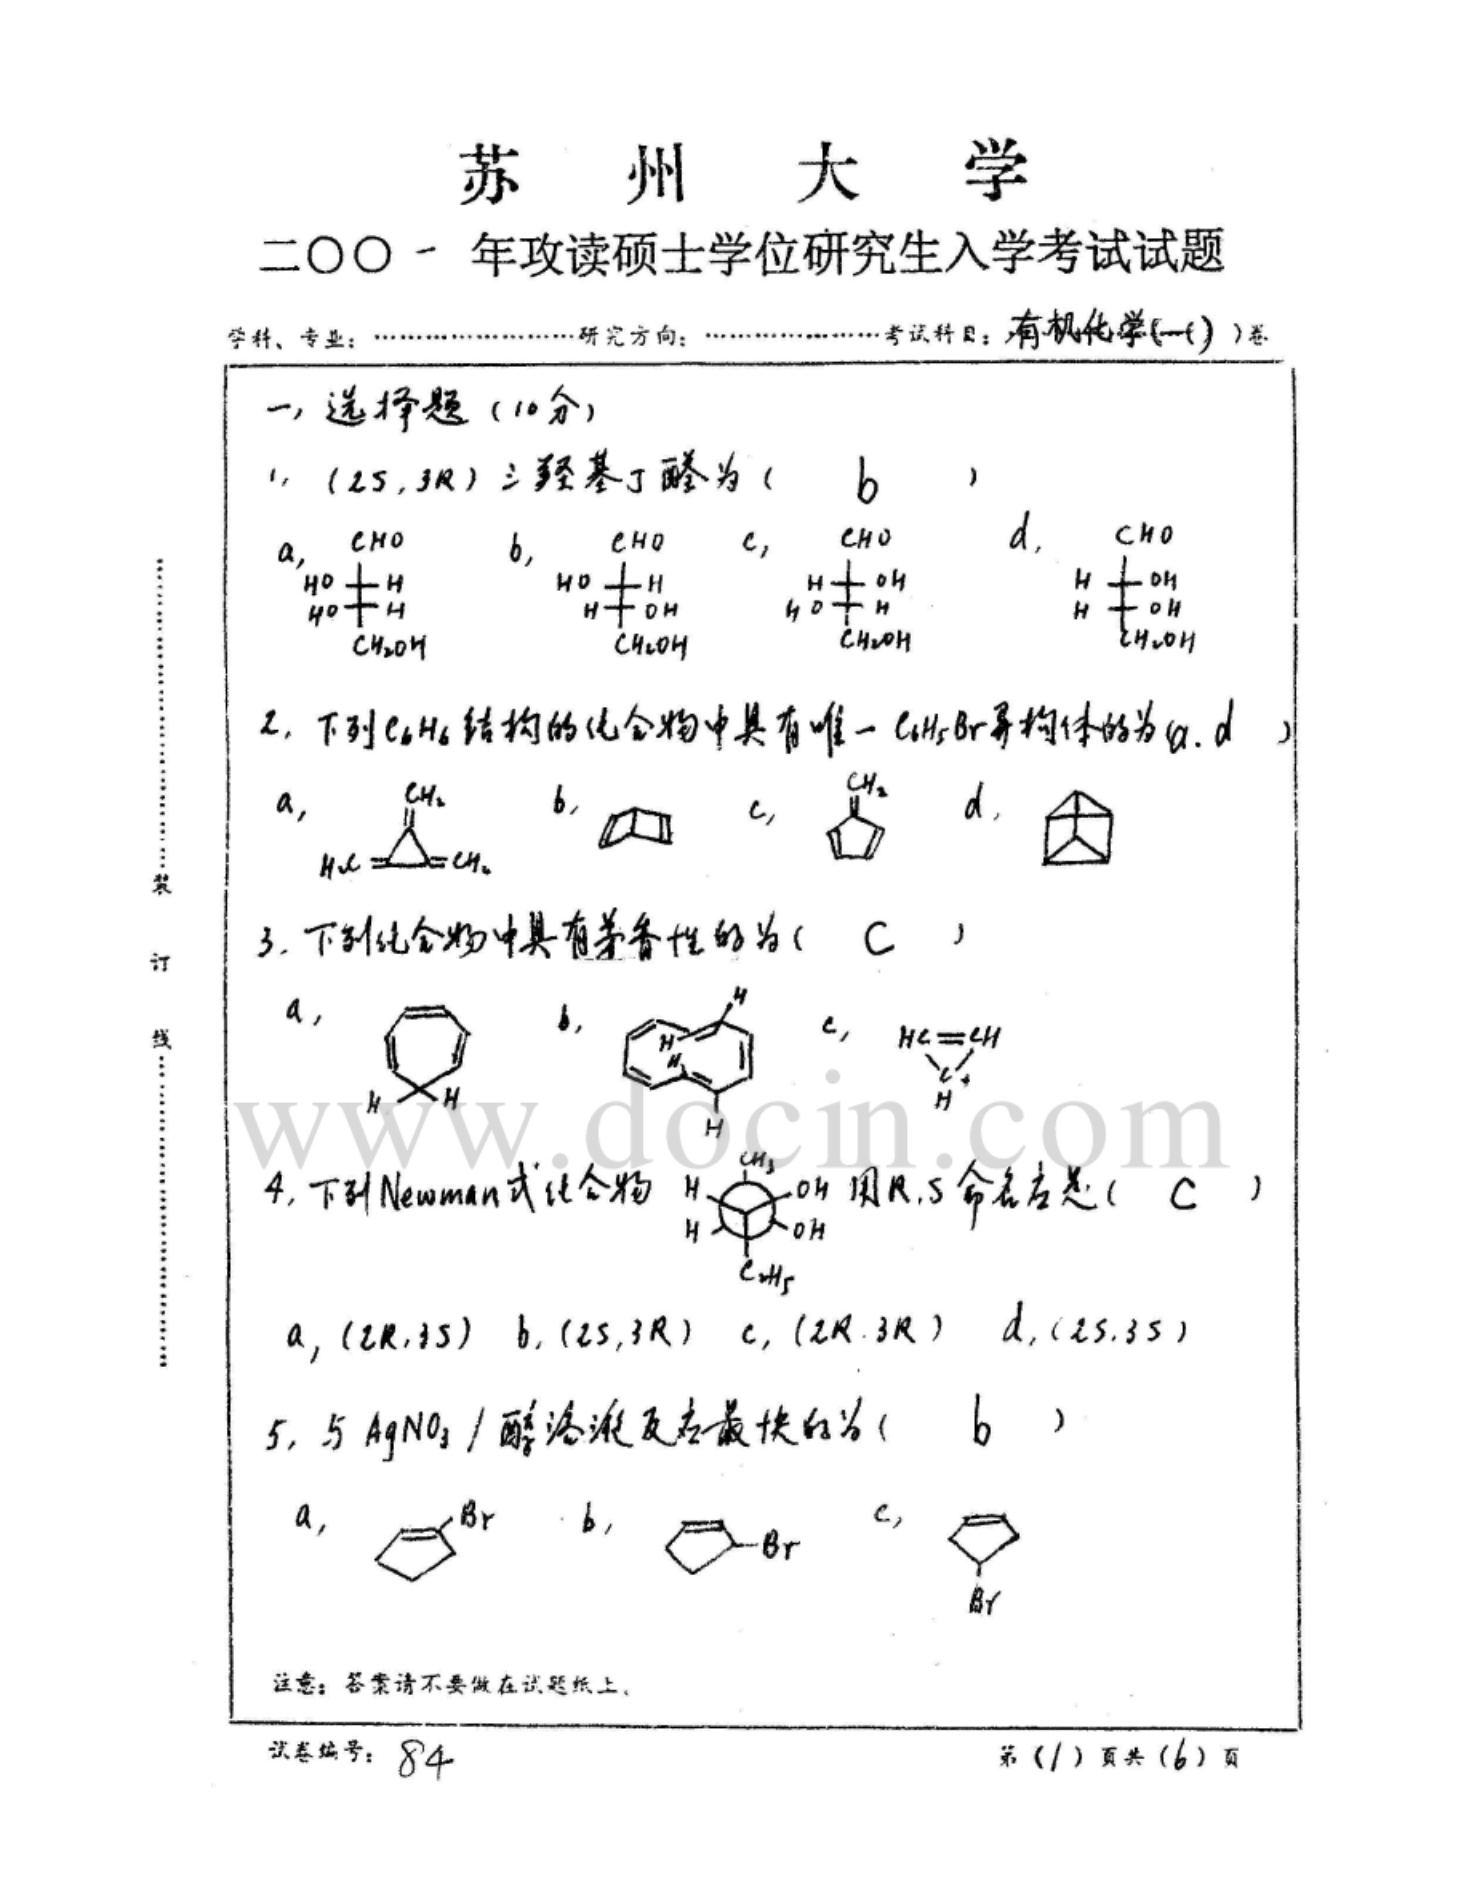 苏 州 大 学
二〇〇一 年攻读硕士学位研究生入学考试试题
学科、专业：……………………研究方向：…………………考试科目：有机化学(一())卷
一，选择题（10分）
1，（2S，3R）三羟基丁醛为（ b ）
a， b， c， d，
CHO CHO CHO CHO
HO H HO H H OH H OH
HO H H OH HO H H OH
CH₂OH CH₂OH CH₂OH CH₂OH
2，下列C₆H₆结构的化合物中具有唯一C₆H₅Br异构体的为（a.d ）
a， b， c， d，
CH₂ CH₂
H₂C CH₂
3．下列化合物中具有芳香性的为（ C ）
a， b， c，
H HC=CH
H H C+
H H H H
4，下列Newman式化合物 用R，S命名应是（ C ）
CH₃
H OH
H OH
C₂H₅
a，（2R，3S） b，（2S，3R） c，（2R．3R） d，（2S．3S）
5，与AgNO₃/醇溶液反应最快的为（ b ）
a， Br b， Br c，
Br
注意：答案请不要做在试题纸上、
试卷编号：84 第（1）页共（6）页
装 订 线
www.docin.com